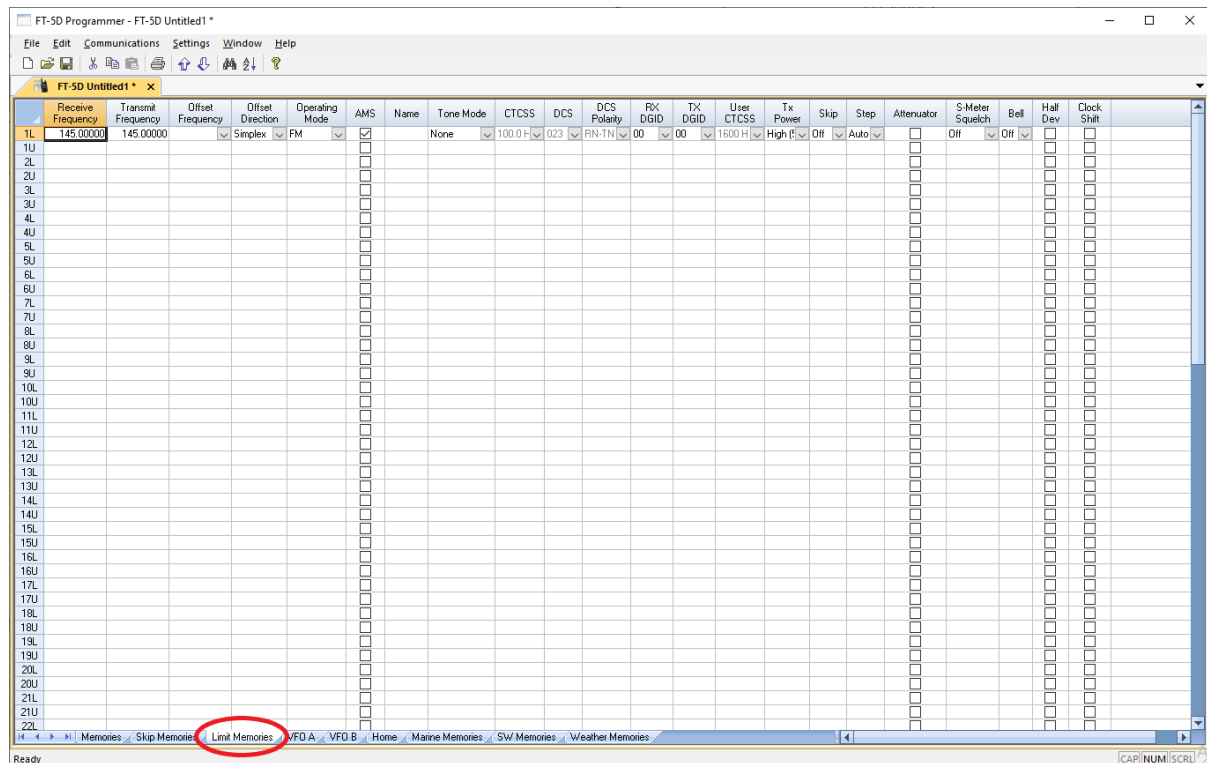 FT-5D Programmer - FT-5D Untitled1 *
File Edit Communications Settings Window Help
FT-5D Untitled1 * x
Receive Frequency Transmit Frequency Offset Frequency Offset Direction Operating Mode AMS Name Tone Mode CTCSS DCS DCS Polarity RX DGID TX DGID User CTCSS Tx Power Skip Step Attenuator S-Meter Squelch Bell Half Dev Clock Shift
1L 145.00000 145.00000 Simplex FM None 100.0 H 023 RN-TN 00 00 1600 H High ( Off Auto Off Off
1U
2L
2U
3L
3U
4L
4U
5L
5U
6L
6U
7L
7U
8L
8U
9L
9U
10L
10U
11L
11U
12L
12U
13L
13U
14L
14U
15L
15U
16L
16U
17L
17U
18L
18U
19L
19U
20L
20U
21L
21U
22L
Memories Skip Memories Limit Memories VFO A VFO B Home Marine Memories SW Memories Weather Memories
Ready CAP NUM SCRL